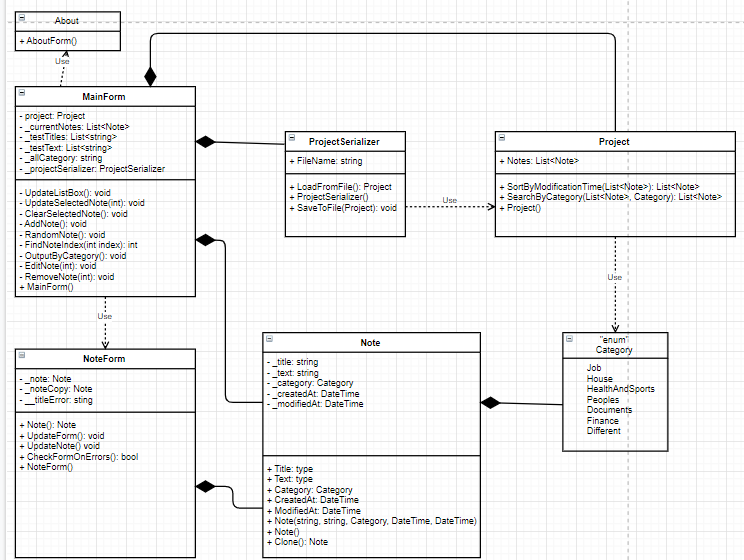 About
+ AboutForm()
Use
MainForm
- project: Project
- _currentNotes: List<Note>
- _testTitles: List<string>
- _testText: List<string>
- _allCategory: string
- _projectSerializer: ProjectSerializer
- UpdateListBox(): void
- UpdateSelectedNote(int): void
- ClearSelectedNote(): void
- AddNote(): void
- RandomNote(): void
- FindNoteIndex(int index): int
- OutputByCategory(): void
- EditNote(int): void
- RemoveNote(int): void
+ MainForm()
ProjectSerializer
+ FileName: string
+ LoadFromFile(): Project
+ ProjectSerializer()
+ SaveToFile(Project): void
Use
Project
+ Notes: List<Note>
+ SortByModificationTime(List<Note>): List<Note>
+ SearchByCategory(List<Note>, Category): List<Note>
+ Project()
Use
Use
NoteForm
- _note: Note
- _noteCopy: Note
- __titleError: sting
+ Note(): Note
+ UpdateForm(): void
+ UpdateNote() void
+ CheckFormOnErrors(): bool
+ NoteForm()
Note
- _title: string
- _text: string
- _category: Category
- _createdAt: DateTime
- _modifiedAt: DateTime
+ Title: type
+ Text: type
+ Category: Category
+ CreatedAt: DateTime
+ ModifiedAt: DateTime
+ Note(string, string, Category, DateTime, DateTime)
+ Note()
+ Clone(): Note
"enum"
Category
Job
House
HealthAndSports
Peoples
Documents
Finance
Different